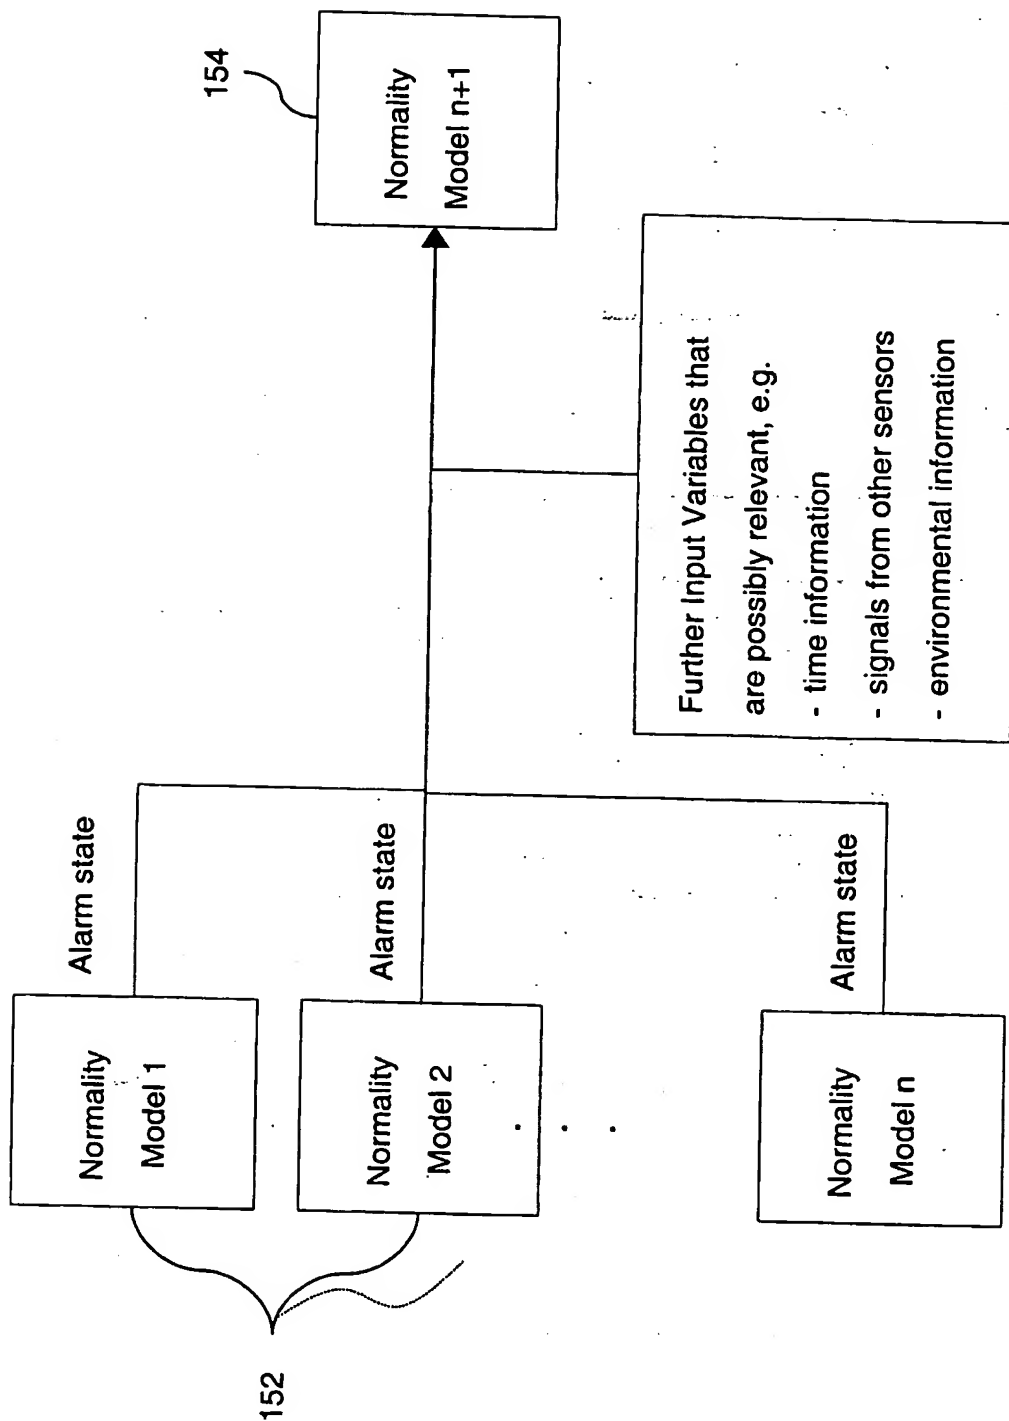 152
Normality
Model 1
Alarm state
Normality
Model 2
Alarm state
. . .
Normality
Model n
Alarm state
154
Normality
Model n+1
Further Input Variables that
are possibly relevant, e.g.
- time information
- signals from other sensors
- environmental information